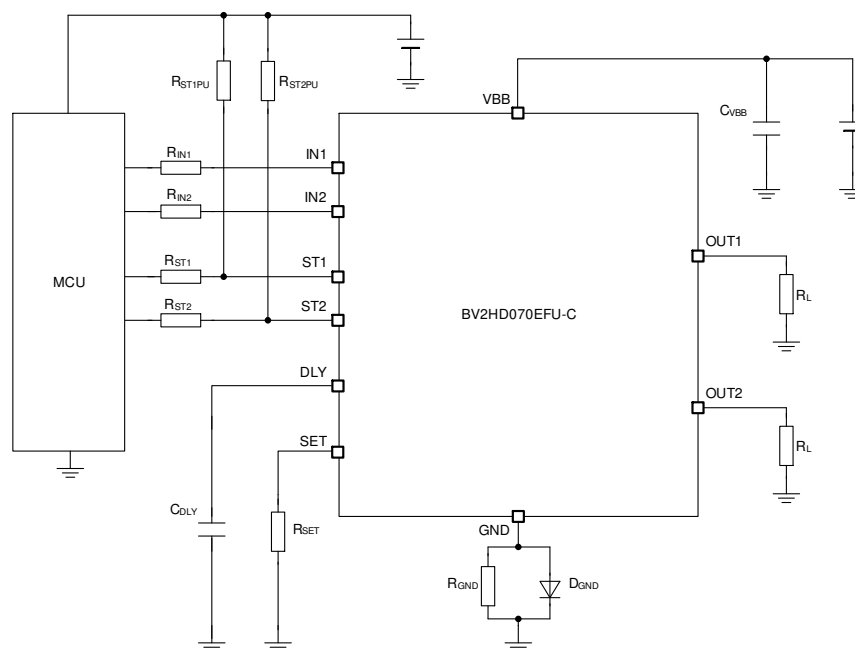 RST1PU
RST2PU
VBB
CVBB
RIN1
IN1
RIN2
IN2
OUT1
RST1
ST1
MCU
RL
RST2
ST2
BV2HD070EFU-C
DLY
OUT2
SET
RL
CDLY
RSET
GND
RGND
DGND